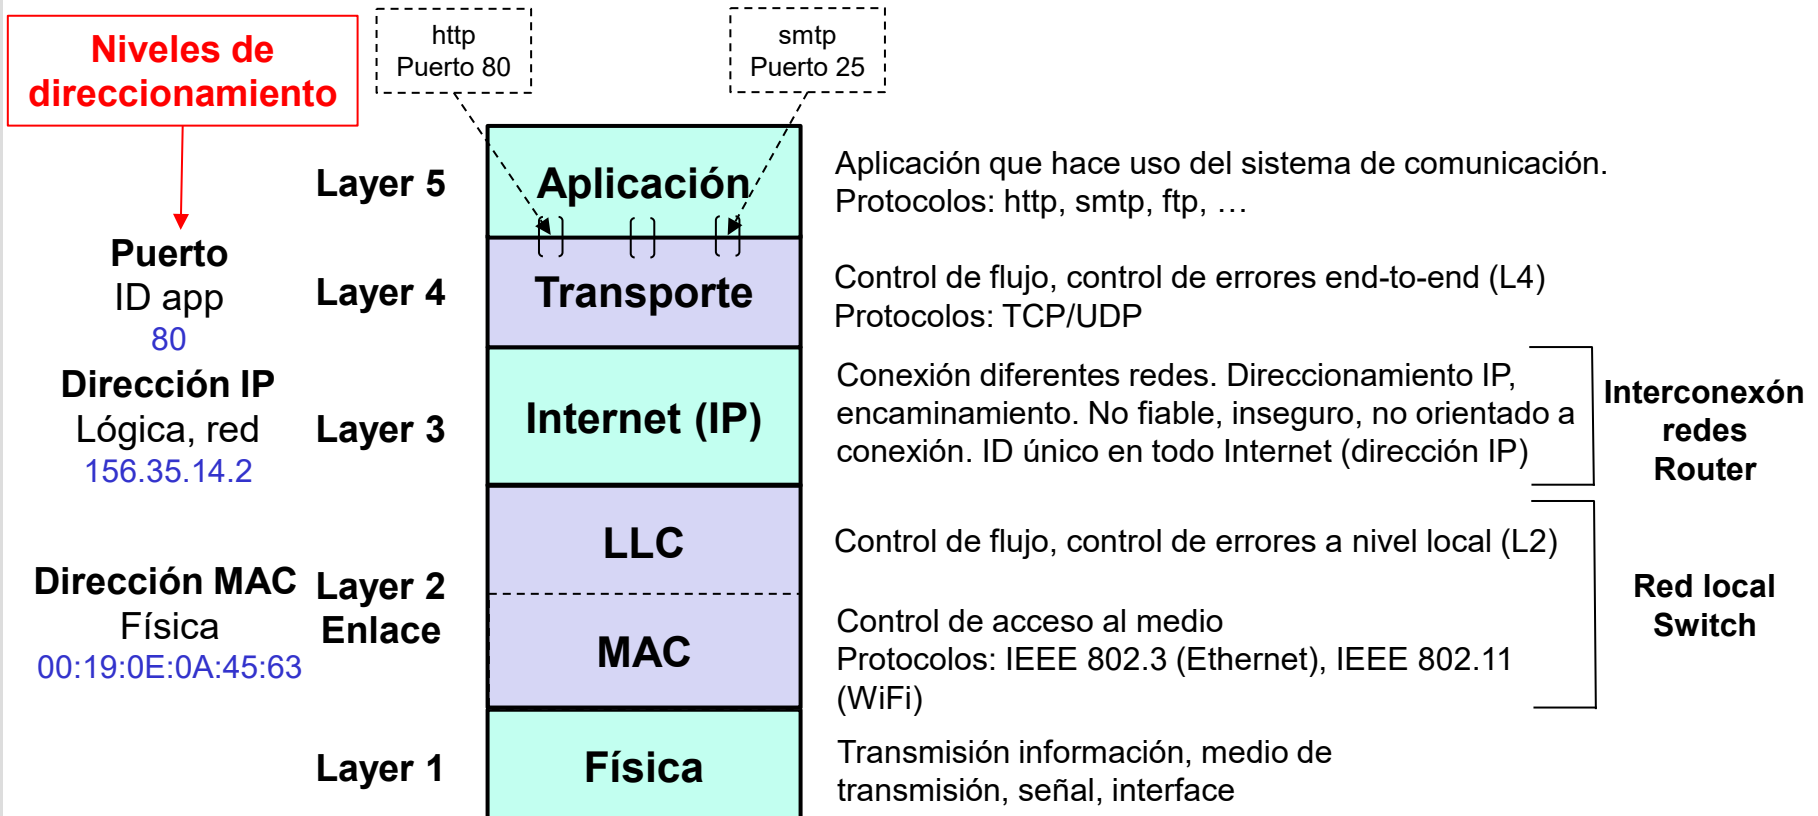 Niveles de
direccionamiento
http
Puerto 80
smtp
Puerto 25
Layer 5
Aplicación
Aplicación que hace uso del sistema de comunicación.
Protocolos: http, smtp, ftp, …
Puerto
ID app
80
Layer 4
Transporte
Control de flujo, control de errores end-to-end (L4)
Protocolos: TCP/UDP
Dirección IP
Lógica, red
156.35.14.2
Layer 3
Internet (IP)
Conexión diferentes redes. Direccionamiento IP,
encaminamiento. No fiable, inseguro, no orientado a
conexión. ID único en todo Internet (dirección IP)
Interconexón
redes
Router
Dirección MAC
Física
00:19:0E:0A:45:63
Layer 2
Enlace
LLC
Control de flujo, control de errores a nivel local (L2)
MAC
Control de acceso al medio
Protocolos: IEEE 802.3 (Ethernet), IEEE 802.11
(WiFi)
Red local
Switch
Layer 1
Física
Transmisión información, medio de
transmisión, señal, interface